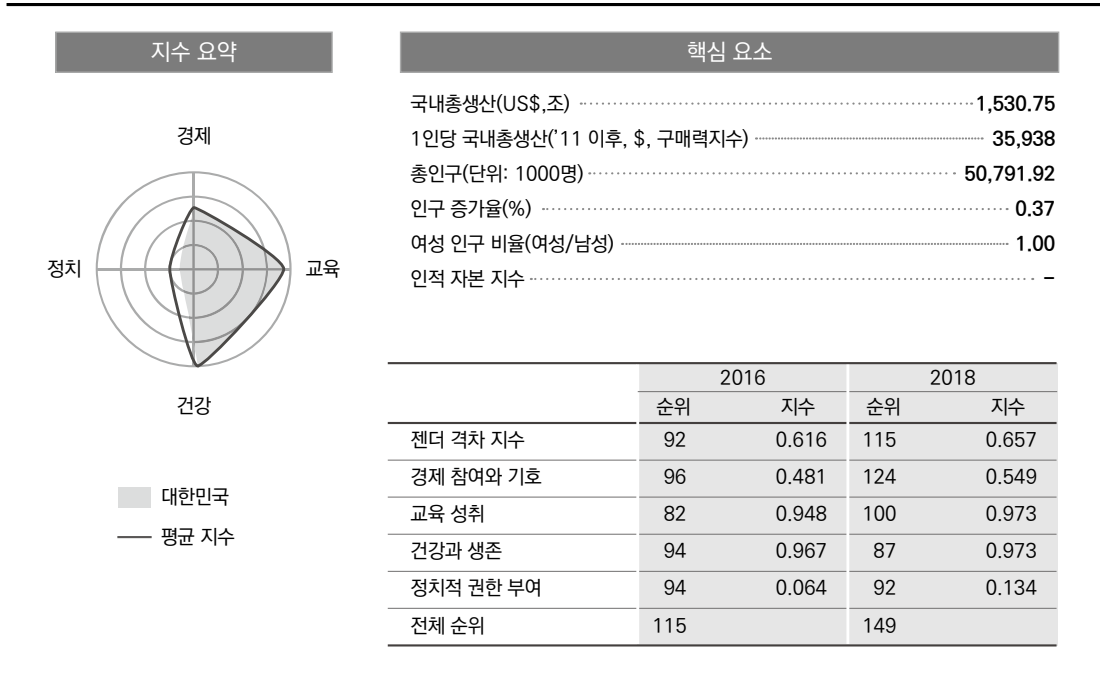 지수 요약
경제
정치
교육
건강
대한민국
평균 지수
핵심 요소
국내총생산(US$,조) 1,530.75
1인당 국내총생산('11 이후, $, 구매력지수) 35,938
총인구(단위: 1000명) 50,791.92
인구 증가율(%) 0.37
여성 인구 비율(여성/남성) 1.00
인적 자본 지수 –
2016 2018
순위 지수 순위 지수
젠더 격차 지수 92 0.616 115 0.657
경제 참여와 기호 96 0.481 124 0.549
교육 성취 82 0.948 100 0.973
건강과 생존 94 0.967 87 0.973
정치적 권한 부여 94 0.064 92 0.134
전체 순위 115 149